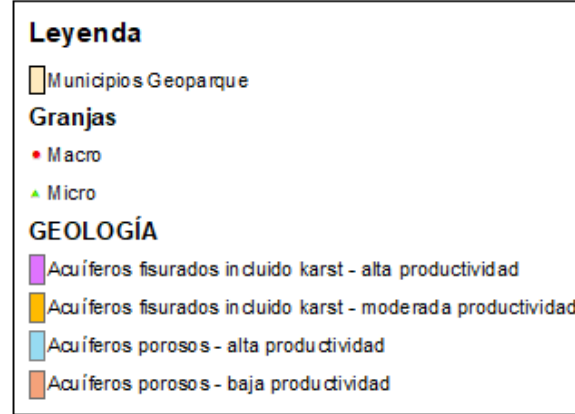 Leyenda
Municipios Geoparque
Granjas
Macro
Micro
GEOLOGÍA
Acuíferos fisurados incluido karst - alta productividad
Acuíferos fisurados incluido karst - moderada productividad
Acuíferos porosos - alta productividad
Acuíferos porosos - baja productividad